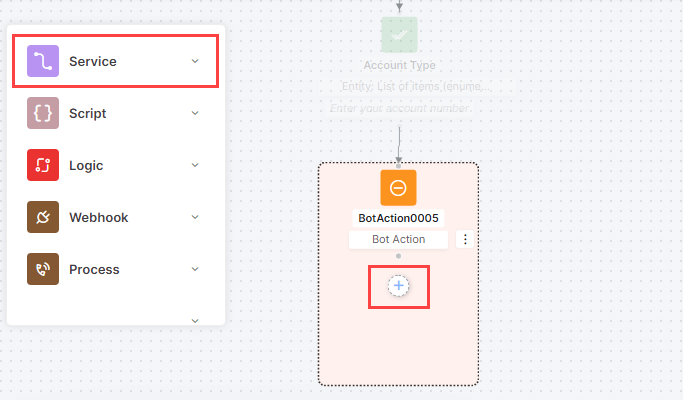 Service
Script
Logic
Webhook
Process
Account Type
Entity: List of items (enume...
Enter your account number
BotAction0005
Bot Action